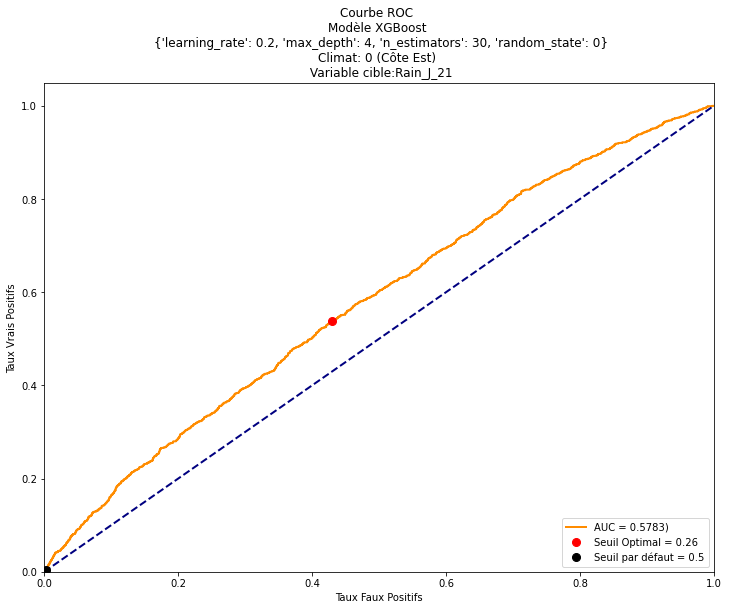 Courbe ROC
Modèle XGBoost
{'learning_rate': 0.2, 'max_depth': 4, 'n_estimators': 30, 'random_state': 0}
Climat: 0 (Côte Est)
Variable cible:Rain_J_21
1.0
0.8
0.6
0.4
0.2
0.0
Taux Vrais Positifs
AUC = 0.5783)
Seuil Optimal = 0.26
Seuil par défaut = 0.5
0.0 0.2 0.4 0.6 0.8 1.0
Taux Faux Positifs